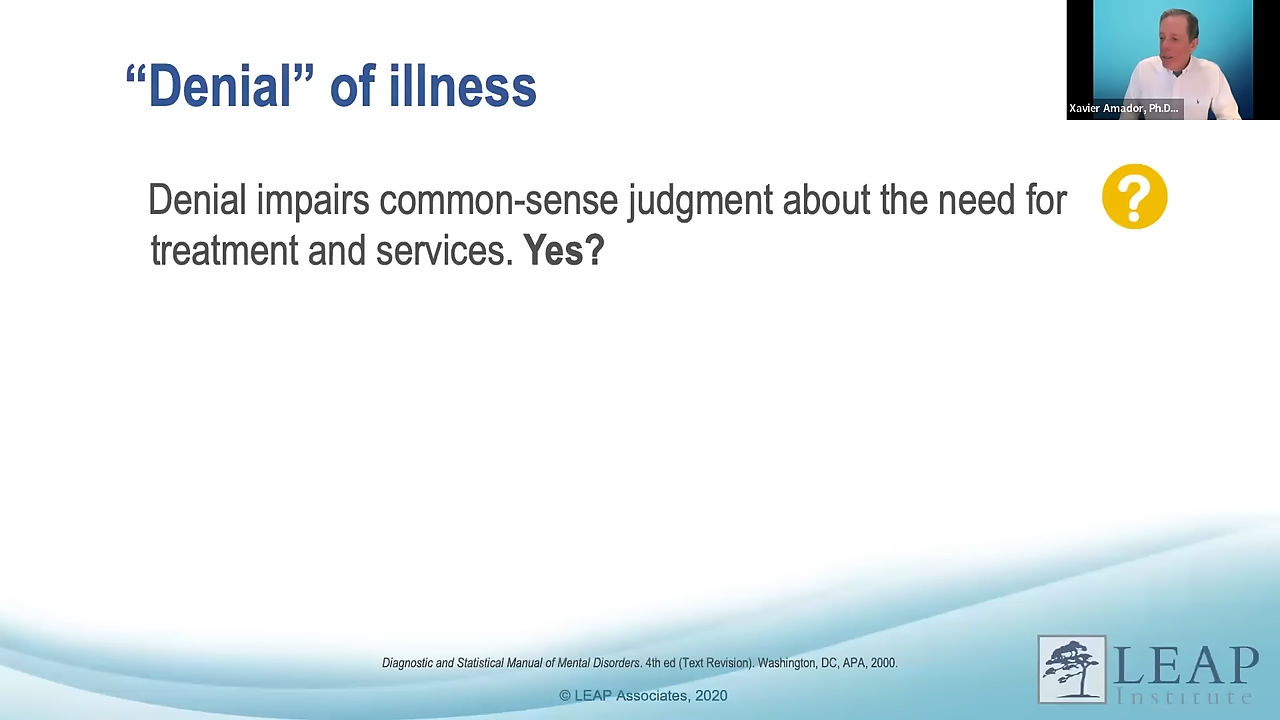 “Denial” of illness
Xavier Amador, Ph.D...
Denial impairs common-sense judgment about the need for
treatment and services. Yes?
?
Diagnostic and Statistical Manual of Mental Disorders. 4th ed (Text Revision). Washington, DC, APA, 2000.
© LEAP Associates, 2020
LEAP
Institute